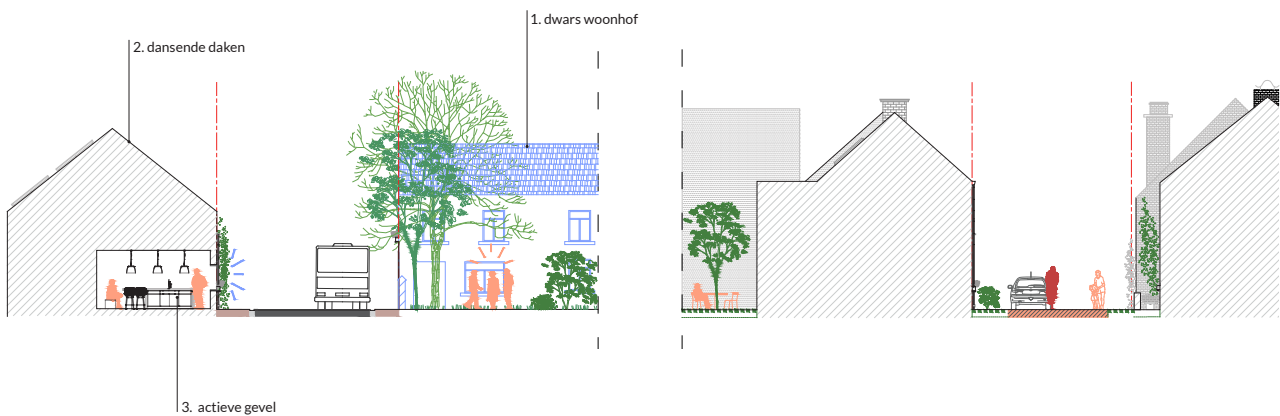 1. dwars woonhof
2. dansende daken
3. actieve gevel